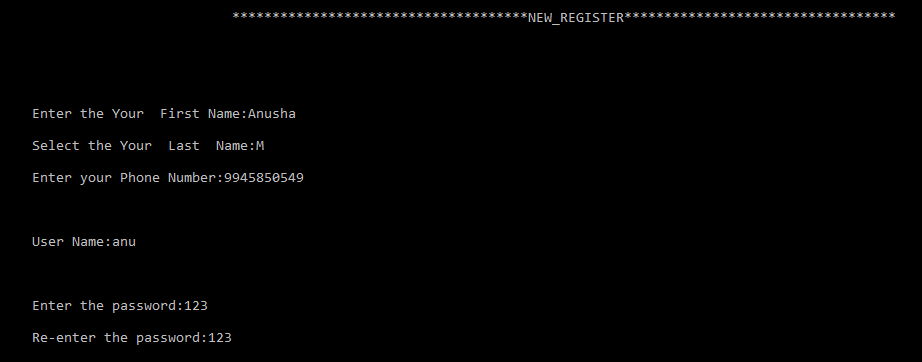 *************************************NEW_REGISTER**********************************
Enter the Your  First Name:Anusha
Select the Your  Last  Name:M
Enter your Phone Number:9945850549
User Name:anu
Enter the password:123
Re-enter the password:123